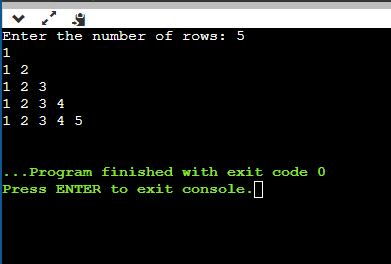 Enter the number of rows: 5
1
1 2
1 2 3
1 2 3 4
1 2 3 4 5
...Program finished with exit code 0
Press ENTER to exit console.